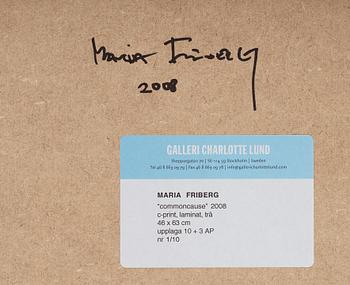 Maria Friberg
2008
GALLERI CHARLOTTE LUND
MARIA FRIBERG
"commoncause" 2008
c-print, laminat, trä
46 x 63 cm
upplaga 10 + 3 AP
nr 1/10